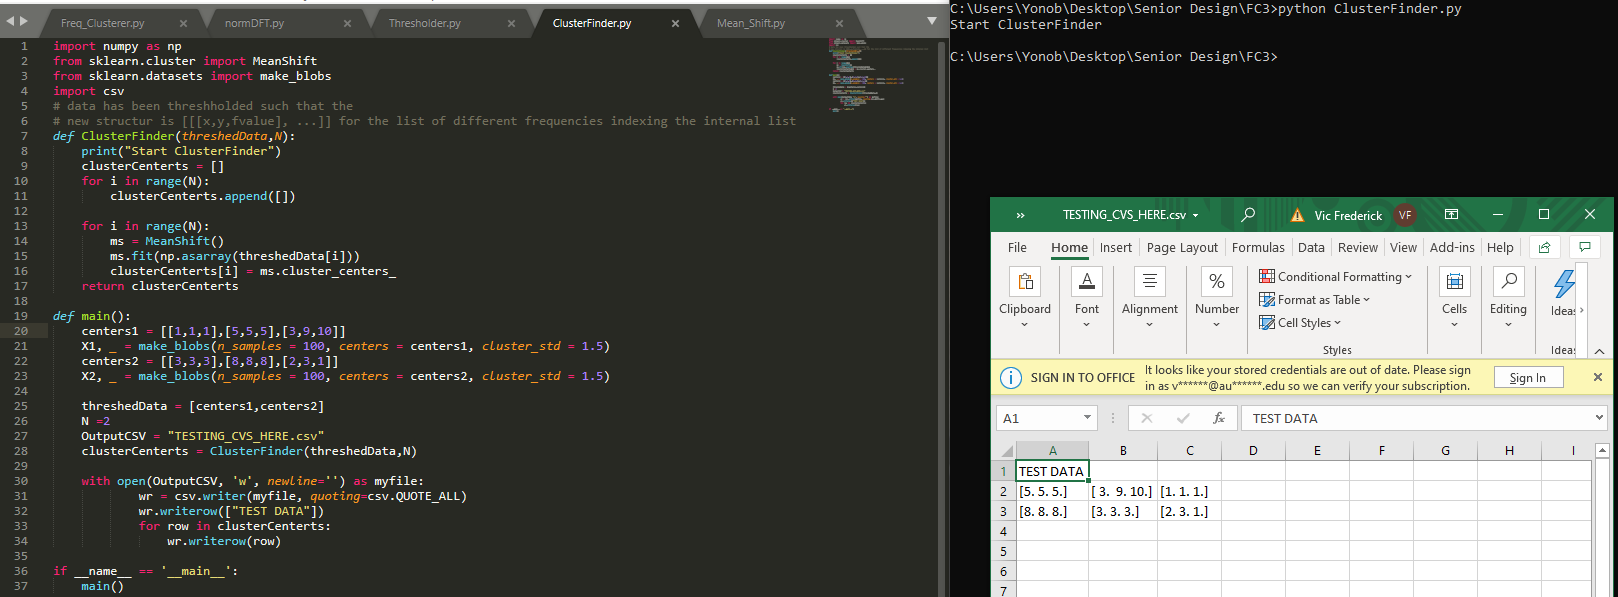 Freq_Clusterer.py × normDFT.py × Thresholder.py × ClusterFinder.py × Mean_Shift.py ×
1 import numpy as np
2 from sklearn.cluster import MeanShift
3 from sklearn.datasets import make_blobs
4 import csv
5 # data has been threshholded such that the
6 # new structur is [[[x,y,fvalue], ...]] for the list of different frequencies indexing the internal list
7 def ClusterFinder(threshedData,N):
8 print("Start ClusterFinder")
9 clusterCenterts = []
10 for i in range(N):
11 clusterCenterts.append([])
12
13 for i in range(N):
14 ms = MeanShift()
15 ms.fit(np.asarray(threshedData[i]))
16 clusterCenterts[i] = ms.cluster_centers_
17 return clusterCenterts
18
19 def main():
20 centers1 = [[1,1,1],[5,5,5],[3,9,10]]
21 X1, _ = make_blobs(n_samples = 100, centers = centers1, cluster_std = 1.5)
22 centers2 = [[3,3,3],[8,8,8],[2,3,1]]
23 X2, _ = make_blobs(n_samples = 100, centers = centers2, cluster_std = 1.5)
24
25 threshedData = [centers1,centers2]
26 N =2
27 OutputCSV = "TESTING_CVS_HERE.csv"
28 clusterCenterts = ClusterFinder(threshedData,N)
29
30 with open(OutputCSV, 'w', newline='') as myfile:
31 wr = csv.writer(myfile, quoting=csv.QUOTE_ALL)
32 wr.writerow(["TEST DATA"])
33 for row in clusterCenterts:
34 wr.writerow(row)
35
36 if __name__ == '__main__':
37 main()
C:\Users\Yonob\Desktop\Senior Design\FC3>python ClusterFinder.py
Start ClusterFinder
C:\Users\Yonob\Desktop\Senior Design\FC3>
» TESTING_CVS_HERE.csv Vic Frederick VF
File Home Insert Page Layout Formulas Data Review View Add-ins Help
Clipboard Font Alignment Number Conditional Formatting Format as Table Cell Styles Cells Editing Ideas
Styles Ideas
SIGN IN TO OFFICE It looks like your stored credentials are out of date. Please sign
in as v******@au******.edu so we can verify your subscription. Sign In
A1 fx TEST DATA
A B C D E F G H I
1 TEST DATA
2 [5. 5. 5.] [ 3. 9. 10.] [1. 1. 1.]
3 [8. 8. 8.] [3. 3. 3.] [2. 3. 1.]
4
5
6
7